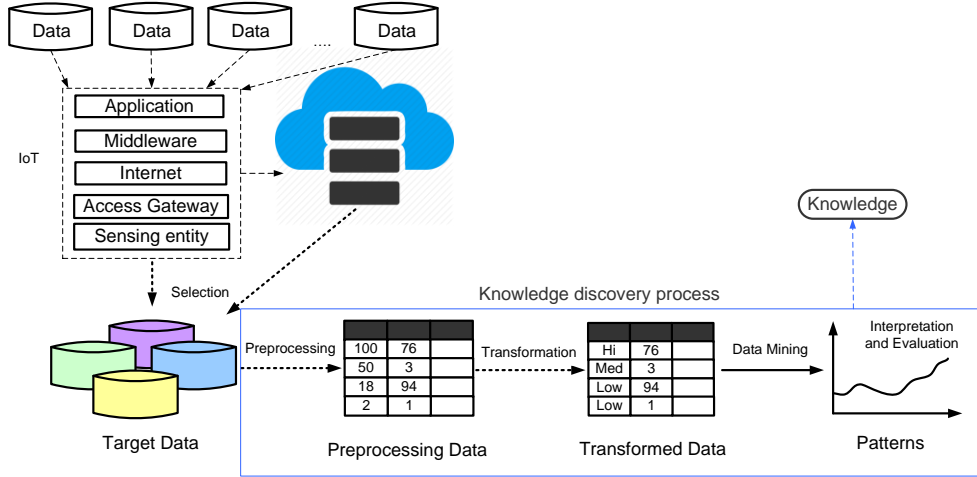 Data
Data
Data
....
Data
Application
Middleware
IoT
Internet
Access Gateway
Sensing entity
Knowledge
Selection
Knowledge discovery process
Preprocessing
100 76
50 3
18 94
2 1
Transformation
Hi 76
Med 3
Low 94
Low 1
Data Mining
Interpretation
and Evaluation
Target Data
Preprocessing Data
Transformed Data
Patterns